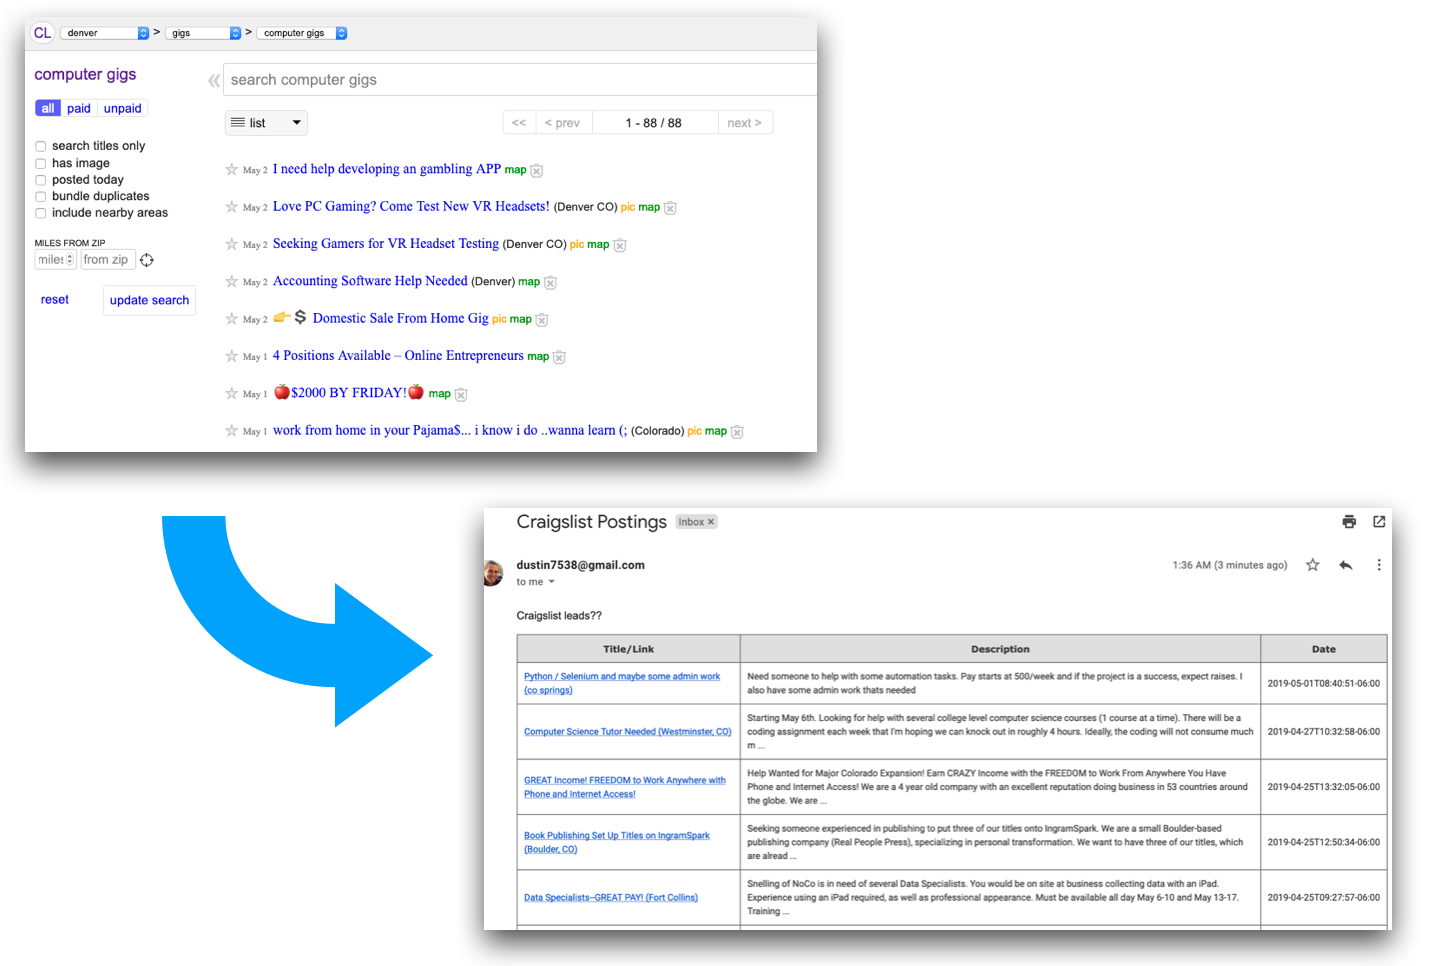 CL denver > gigs > computer gigs
computer gigs
all paid unpaid
search titles only
has image
posted today
bundle duplicates
include nearby areas
MILES FROM ZIP
miles from zip
reset update search
« search computer gigs
list << < prev 1 - 88 / 88 next >
☆ May 2 I need help developing an gambling APP map
☆ May 2 Love PC Gaming? Come Test New VR Headsets! (Denver CO) pic map
☆ May 2 Seeking Gamers for VR Headset Testing (Denver CO) pic map
☆ May 2 Accounting Software Help Needed (Denver) map
☆ May 2 👉 💲 Domestic Sale From Home Gig pic map
☆ May 1 4 Positions Available – Online Entrepreneurs map
☆ May 1 🍎$2000 BY FRIDAY!🍎 map
☆ May 1 work from home in your Pajama$... i know i do ..wanna learn (; (Colorado) pic map
Craigslist Postings Inbox ×
dustin7538@gmail.com 1:36 AM (3 minutes ago)
to me
Craigslist leads??
Title/Link Description Date
Python / Selenium and maybe some admin work
(co springs)
Need someone to help with some automation tasks. Pay starts at 500/week and if the project is a success, expect raises. I
also have some admin work thats needed
2019-05-01T08:40:51-06:00
Computer Science Tutor Needed (Westminster, CO)
Starting May 6th. Looking for help with several college level computer science courses (1 course at a time). There will be a
coding assignment each week that I'm hoping we can knock out in roughly 4 hours. Ideally, the coding will not consume much
m ...
2019-04-27T10:32:58-06:00
GREAT Income! FREEDOM to Work Anywhere with
Phone and Internet Access!
Help Wanted for Major Colorado Expansion! Earn CRAZY Income with the FREEDOM to Work From Anywhere You Have
Phone and Internet Access! We are a 4 year old company with an excellent reputation doing business in 53 countries around
the globe. We are ...
2019-04-25T13:32:05-06:00
Book Publishing Set Up Titles on IngramSpark
(Boulder, CO)
Seeking someone experienced in publishing to put three of our titles onto IngramSpark. We are a small Boulder-based
publishing company (Real People Press), specializing in personal transformation. We want to have three of our titles, which
are alread ...
2019-04-25T12:50:34-06:00
Data Specialists--GREAT PAY! (Fort Collins)
Snelling of NoCo is in need of several Data Specialists. You would be on site at business collecting data with an iPad.
Experience using an iPad required, as well as professional appearance. Must be available all day May 6-10 and May 13-17.
Training ...
2019-04-25T09:27:57-06:00